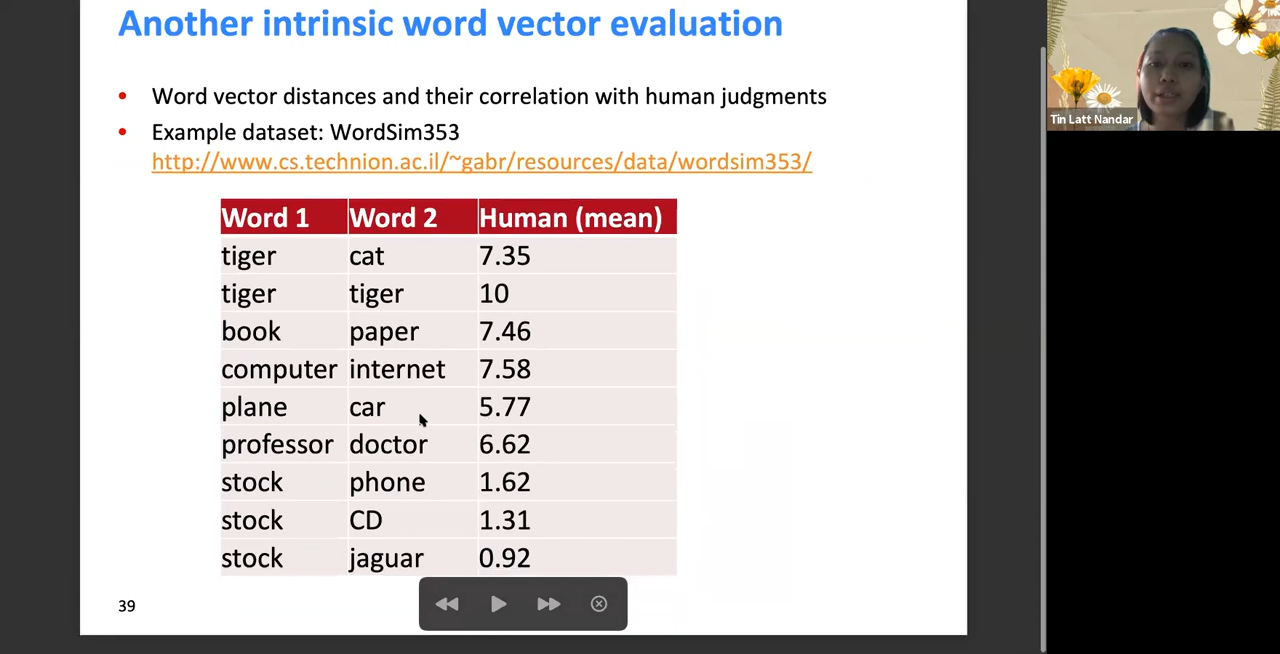 Another intrinsic word vector evaluation
Word vector distances and their correlation with human judgments
Example dataset: WordSim353
http://www.cs.technion.ac.il/~gabr/resources/data/wordsim353/
Word 1 Word 2 Human (mean)
tiger cat 7.35
tiger tiger 10
book paper 7.46
computer internet 7.58
plane car 5.77
professor doctor 6.62
stock phone 1.62
stock CD 1.31
stock jaguar 0.92
39
Tin Latt Nandar